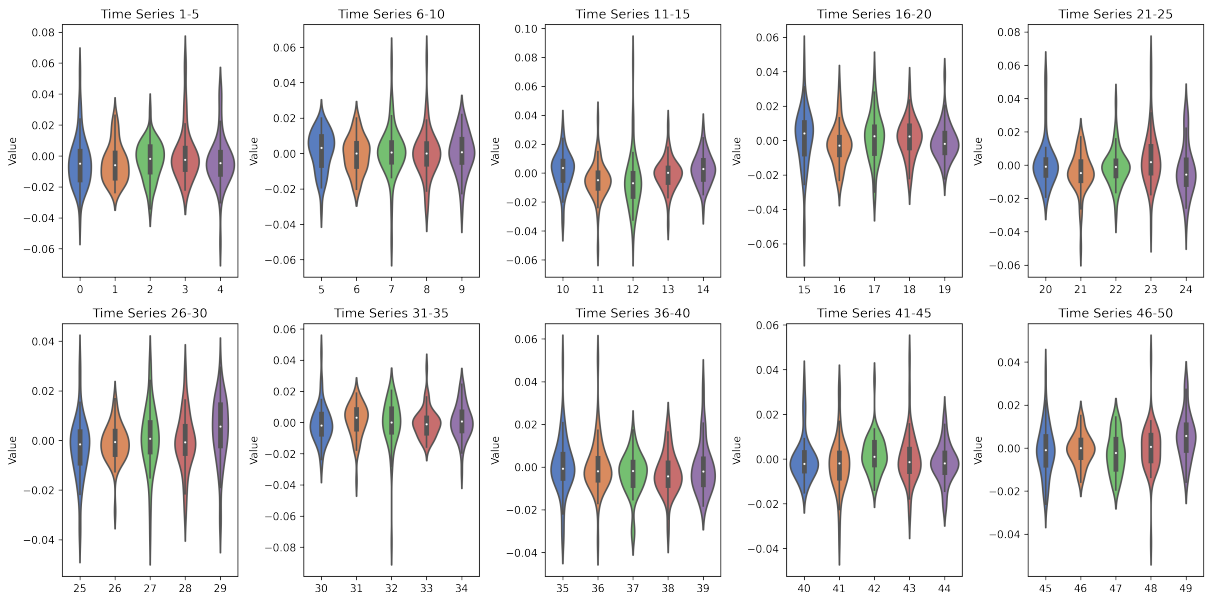 Time Series 1-5
Value
0.08
0.06
0.04
0.02
0.00
−0.02
−0.04
−0.06
0 1 2 3 4
Time Series 6-10
Value
0.06
0.04
0.02
0.00
−0.02
−0.04
−0.06
5 6 7 8 9
Time Series 11-15
Value
0.10
0.08
0.06
0.04
0.02
0.00
−0.02
−0.04
−0.06
10 11 12 13 14
Time Series 16-20
Value
0.06
0.04
0.02
0.00
−0.02
−0.04
−0.06
15 16 17 18 19
Time Series 21-25
Value
0.08
0.06
0.04
0.02
0.00
−0.02
−0.04
−0.06
20 21 22 23 24
Time Series 26-30
Value
0.04
0.02
0.00
−0.02
−0.04
25 26 27 28 29
Time Series 31-35
Value
0.06
0.04
0.02
0.00
−0.02
−0.04
−0.06
−0.08
30 31 32 33 34
Time Series 36-40
Value
0.06
0.04
0.02
0.00
−0.02
−0.04
35 36 37 38 39
Time Series 41-45
Value
0.06
0.04
0.02
0.00
−0.02
−0.04
40 41 42 43 44
Time Series 46-50
Value
0.04
0.02
0.00
−0.02
−0.04
45 46 47 48 49